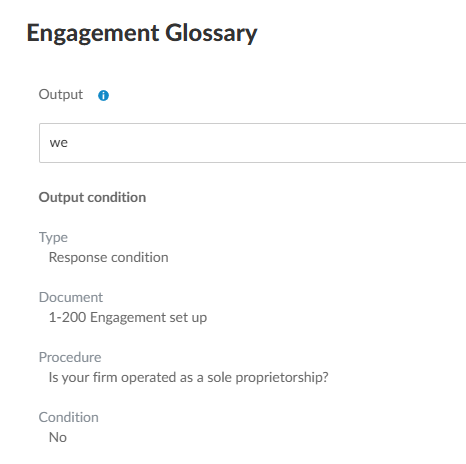 Engagement Glossary
Output
we
Output condition
Type
Response condition
Document
1-200 Engagement set up
Procedure
Is your firm operated as a sole proprietorship?
Condition
No